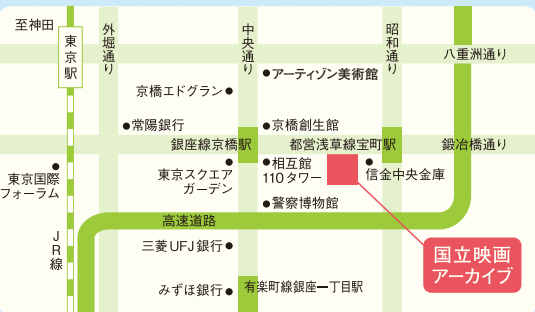 至神田
東京駅
外堀通り
中央通り
昭和通り
八重洲通り
アーティゾン美術館
京橋エドグラン
常陽銀行
京橋創生館
銀座線京橋駅
都営浅草線宝町駅
鍛冶橋通り
東京国際
フォーラム
東京スクエア
ガーデン
相互館
110タワー
信金中央金庫
警察博物館
高速道路
JR線
三菱UFJ銀行
国立映画
アーカイブ
みずほ銀行
有楽町線銀座一丁目駅